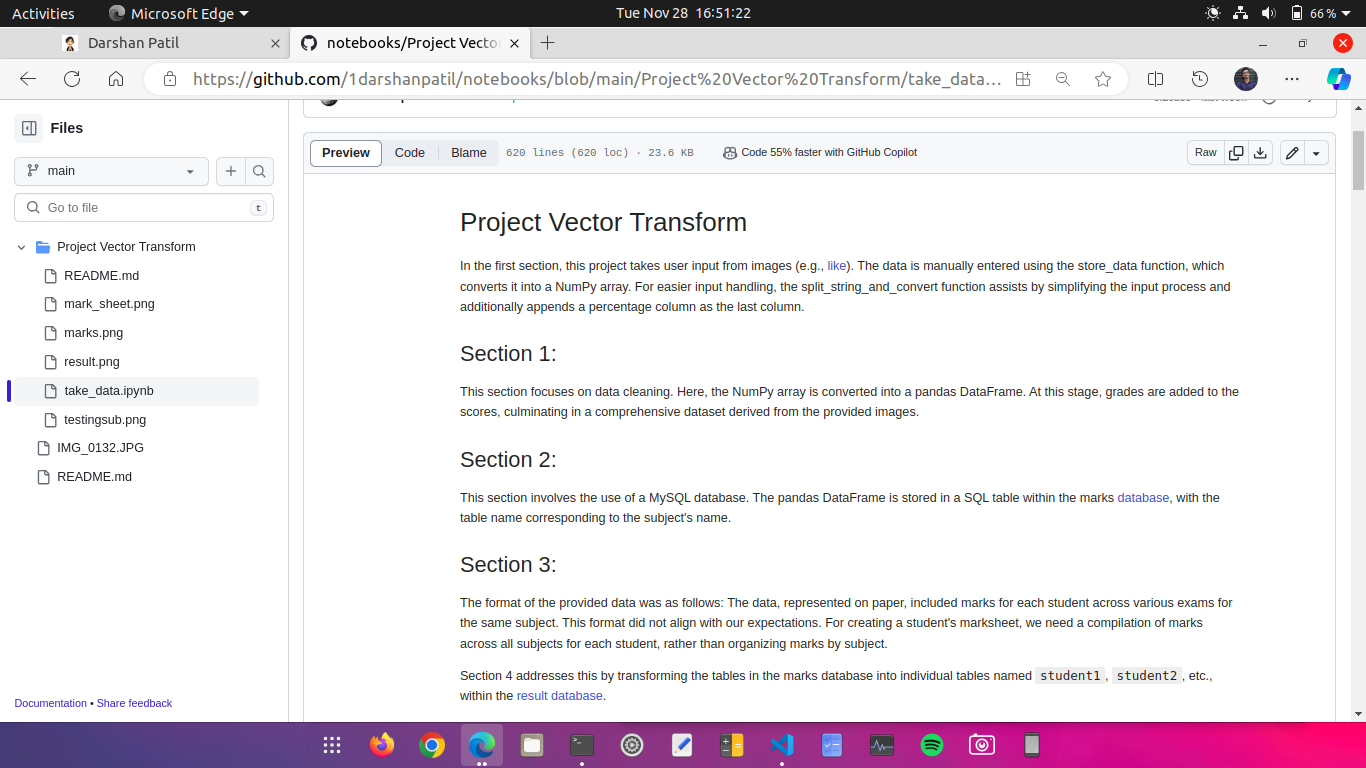 Activities Microsoft Edge Tue Nov 28 16:51:22 66 %
Darshan Patil notebooks/Project Vecto
https://github.com/1darshanpatil/notebooks/blob/main/Project%20Vector%20Transform/take_data...
Files
main
Go to file t
Project Vector Transform
README.md
mark_sheet.png
marks.png
result.png
take_data.ipynb
testingsub.png
IMG_0132.JPG
README.md
Documentation • Share feedback
Preview Code Blame 620 lines (620 loc) · 23.6 KB Code 55% faster with GitHub Copilot Raw
Project Vector Transform
In the first section, this project takes user input from images (e.g., like). The data is manually entered using the store_data function, which
converts it into a NumPy array. For easier input handling, the split_string_and_convert function assists by simplifying the input process and
additionally appends a percentage column as the last column.
Section 1:
This section focuses on data cleaning. Here, the NumPy array is converted into a pandas DataFrame. At this stage, grades are added to the
scores, culminating in a comprehensive dataset derived from the provided images.
Section 2:
This section involves the use of a MySQL database. The pandas DataFrame is stored in a SQL table within the marks database, with the
table name corresponding to the subject's name.
Section 3:
The format of the provided data was as follows: The data, represented on paper, included marks for each student across various exams for
the same subject. This format did not align with our expectations. For creating a student's marksheet, we need a compilation of marks
across all subjects for each student, rather than organizing marks by subject.
Section 4 addresses this by transforming the tables in the marks database into individual tables named student1, student2, etc.,
within the result database.